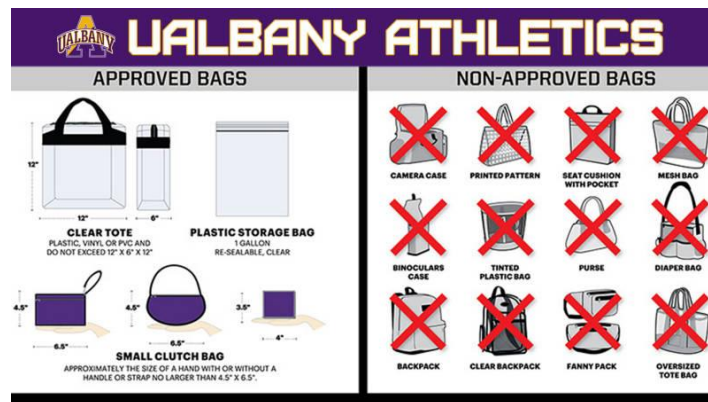 UALBANY
UALBANY ATHLETICS
APPROVED BAGS
12"
12"
6"
CLEAR TOTE
PLASTIC, VINYL OR PVC AND
DO NOT EXCEED 12" X 6" X 12"
PLASTIC STORAGE BAG
1 GALLON
RE-SEALABLE, CLEAR
4.5"
6.5"
4.5"
6.5"
3.5"
4"
SMALL CLUTCH BAG
APPROXIMATELY THE SIZE OF A HAND WITH OR WITHOUT A
HANDLE OR STRAP NO LARGER THAN 4.5" X 6.5".
NON-APPROVED BAGS
CAMERA CASE
PRINTED PATTERN
SEAT CUSHION
WITH POCKET
MESH BAG
BINOCULARS
CASE
TINTED
PLASTIC BAG
PURSE
DIAPER BAG
BACKPACK
CLEAR BACKPACK
FANNY PACK
OVERSIZED
TOTE BAG